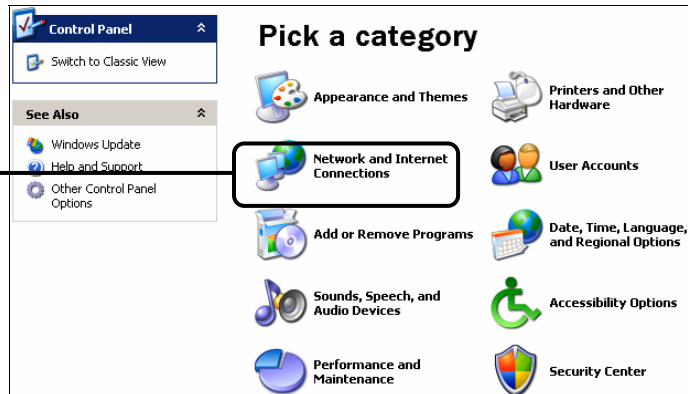 Control Panel
Switch to Classic View
See Also
Windows Update
Help and Support
Other Control Panel
Options
Pick a category
Appearance and Themes
Printers and Other
Hardware
Network and Internet
Connections
User Accounts
Add or Remove Programs
Date, Time, Language,
and Regional Options
Sounds, Speech, and
Audio Devices
Accessibility Options
Performance and
Maintenance
Security Center